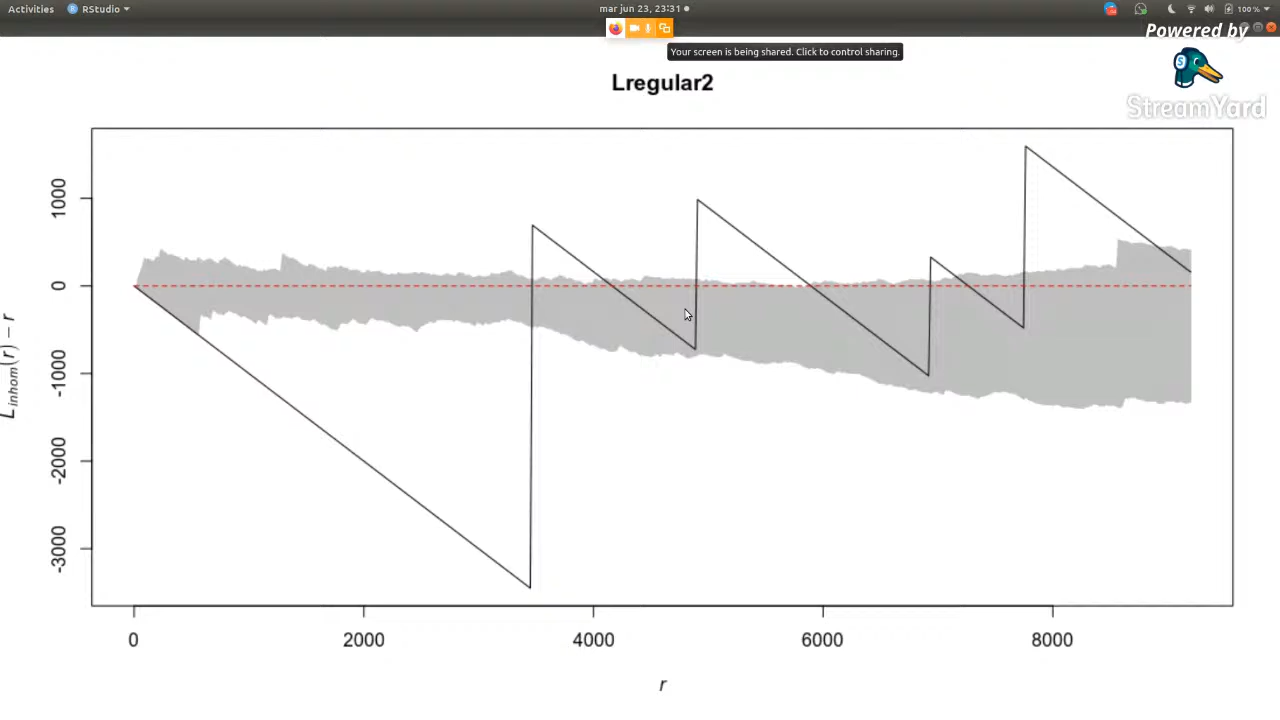 Activities RStudio mar jun 23, 23:31 100 %
Powered by
Your screen is being shared. Click to control sharing.
StreamYard
Lregular2
1000
0
-1000
-2000
-3000
L_inhom(r) − r
0 2000 4000 6000 8000
r